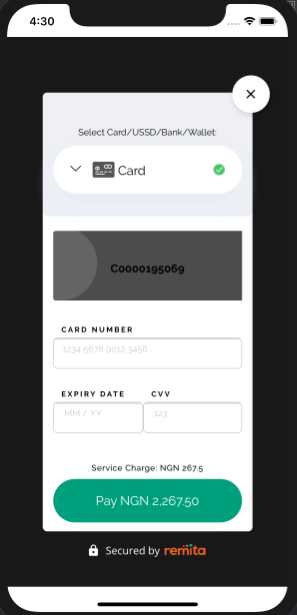 4:30
Select Card/USSD/Bank/Wallet:
Card
C0000195069
CARD NUMBER
1234 5678 9012 3456
EXPIRY DATE CVV
MM / YY 123
Service Charge: NGN 267.5
Pay NGN 2,267.50
Secured by remita